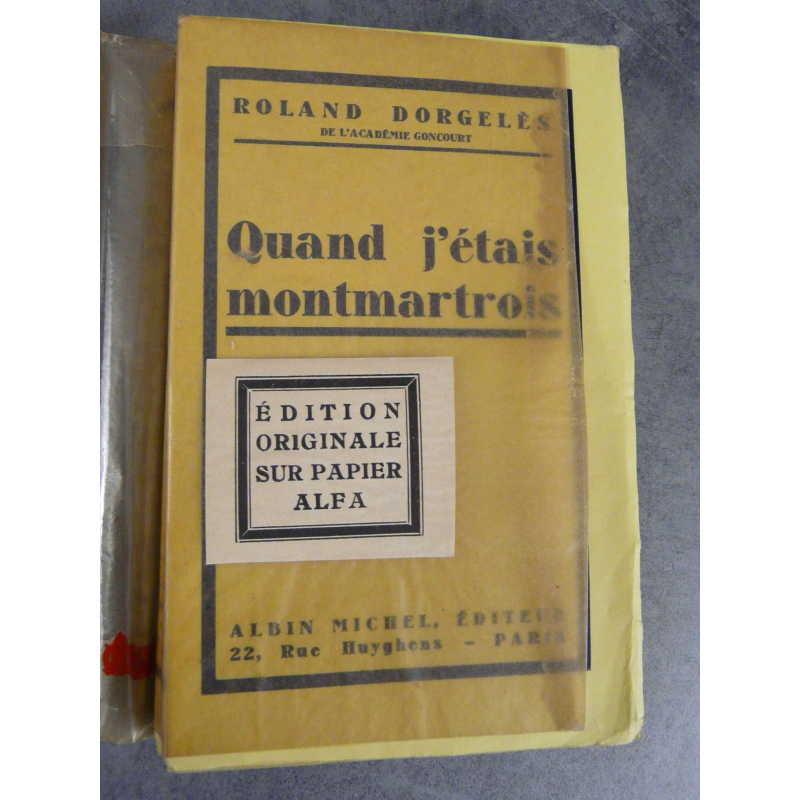 ROLAND DORGELÈS
DE L'ACADÉMIE GONCOURT
Quand j'étais
montmartrois
ÉDITION
ORIGINALE
SUR PAPIER
ALFA
ALBIN MICHEL, ÉDITEUR
22, Rue Huyghens – PARIS